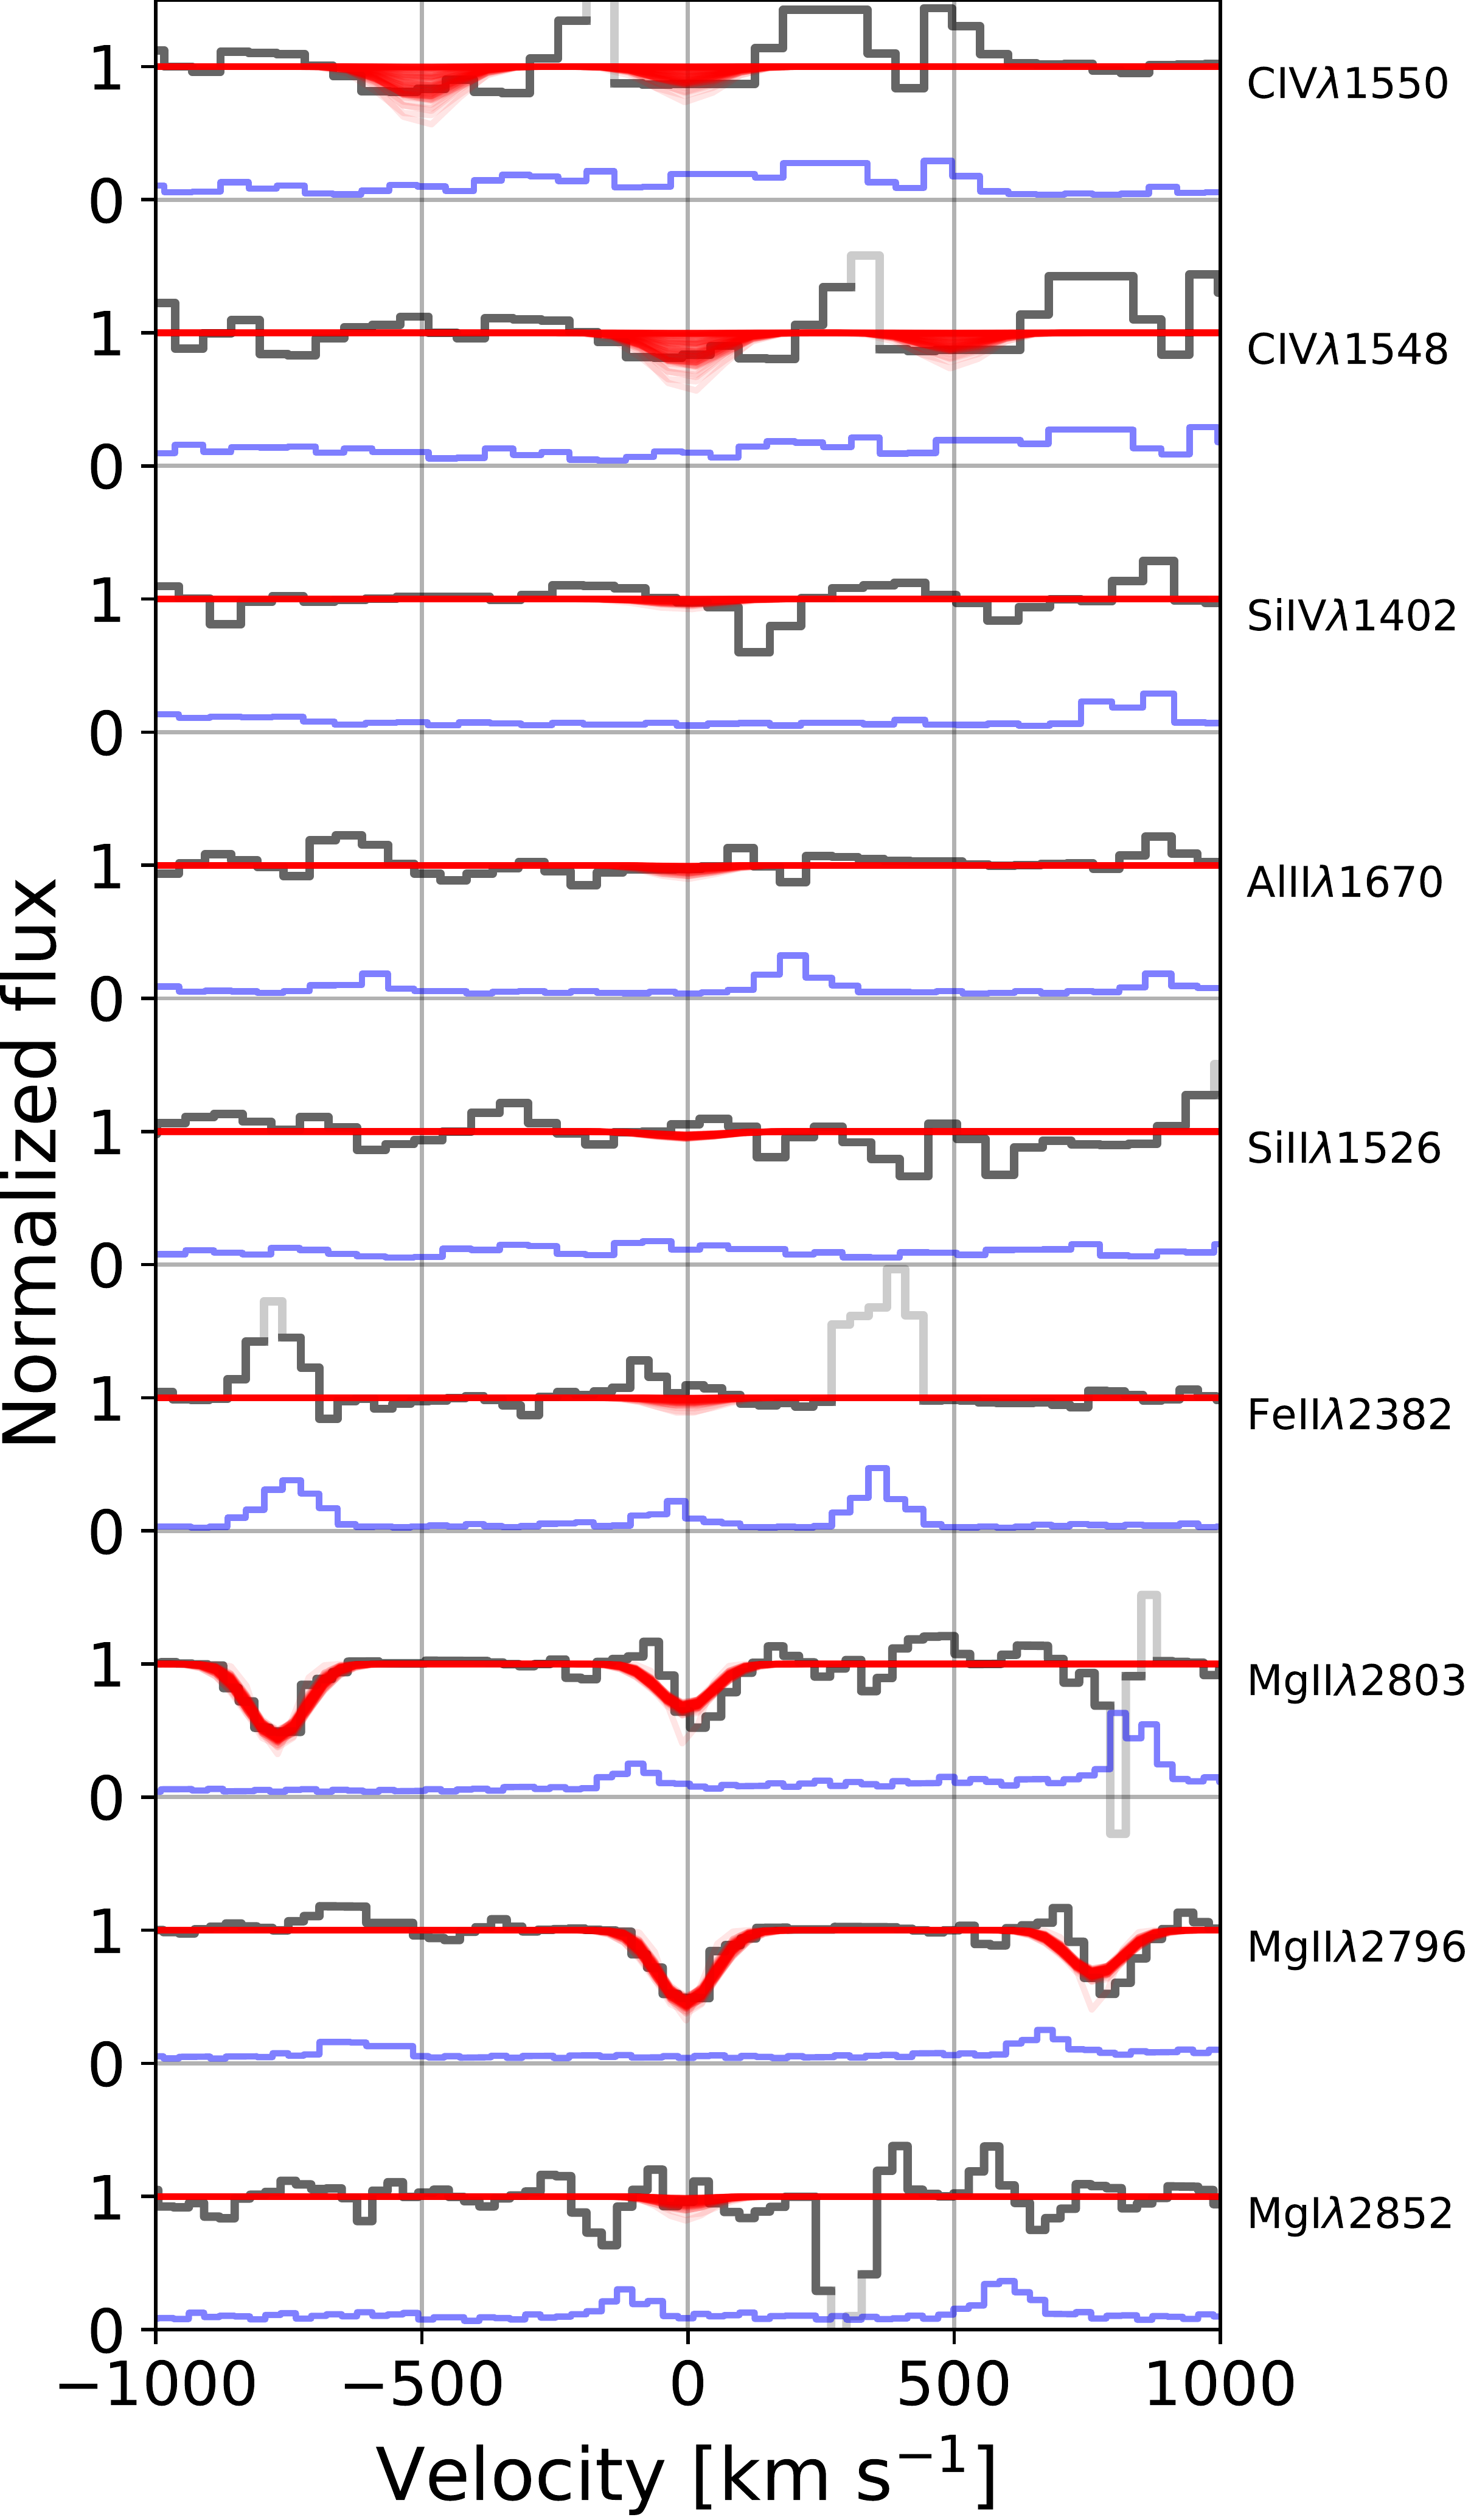 Normalized flux
1
CIVλ1550
0
1
CIVλ1548
0
1
SiIVλ1402
0
1
AlIIλ1670
0
1
SiIIλ1526
0
1
FeIIλ2382
0
1
MgIIλ2803
0
1
MgIIλ2796
0
1
MgIλ2852
0
−1000 −500 0 500 1000
Velocity [km s⁻¹]